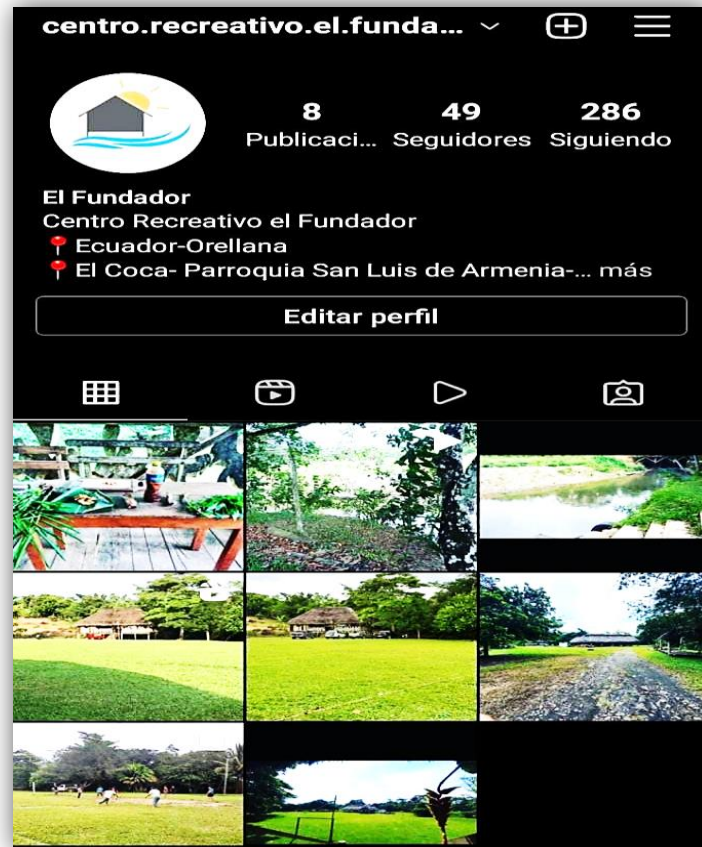 centro.recreativo.el.funda...
8 49 286
Publicaci... Seguidores Siguiendo
El Fundador
Centro Recreativo el Fundador
📍 Ecuador-Orellana
📍 El Coca- Parroquia San Luis de Armenia-... más
Editar perfil